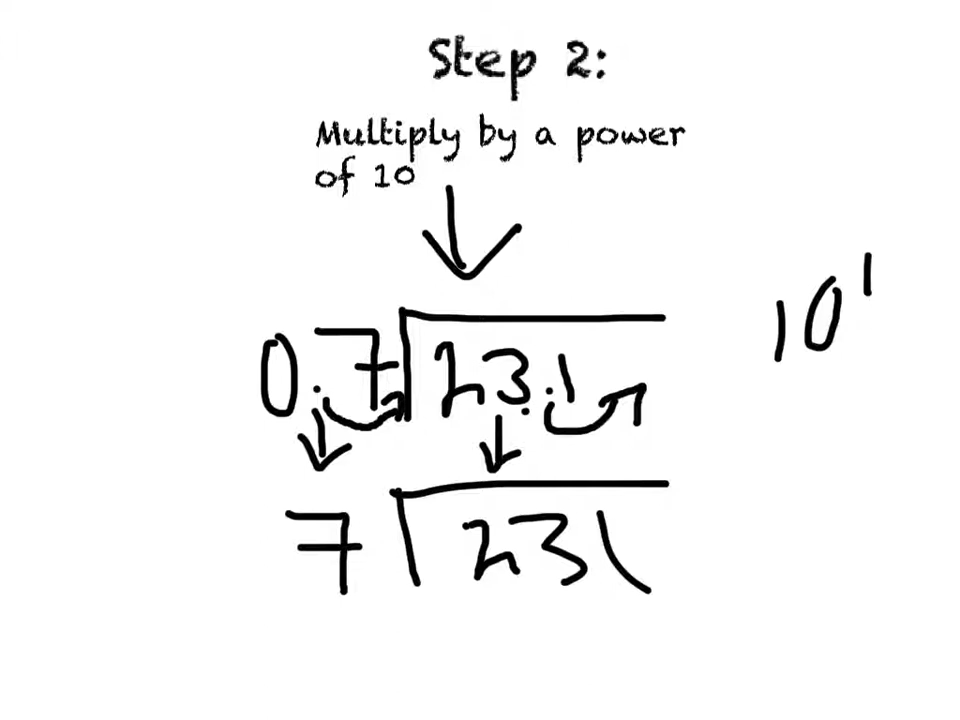 Step 2:
Multiply by a power
of 10
10¹
0.7 23.1
7 231